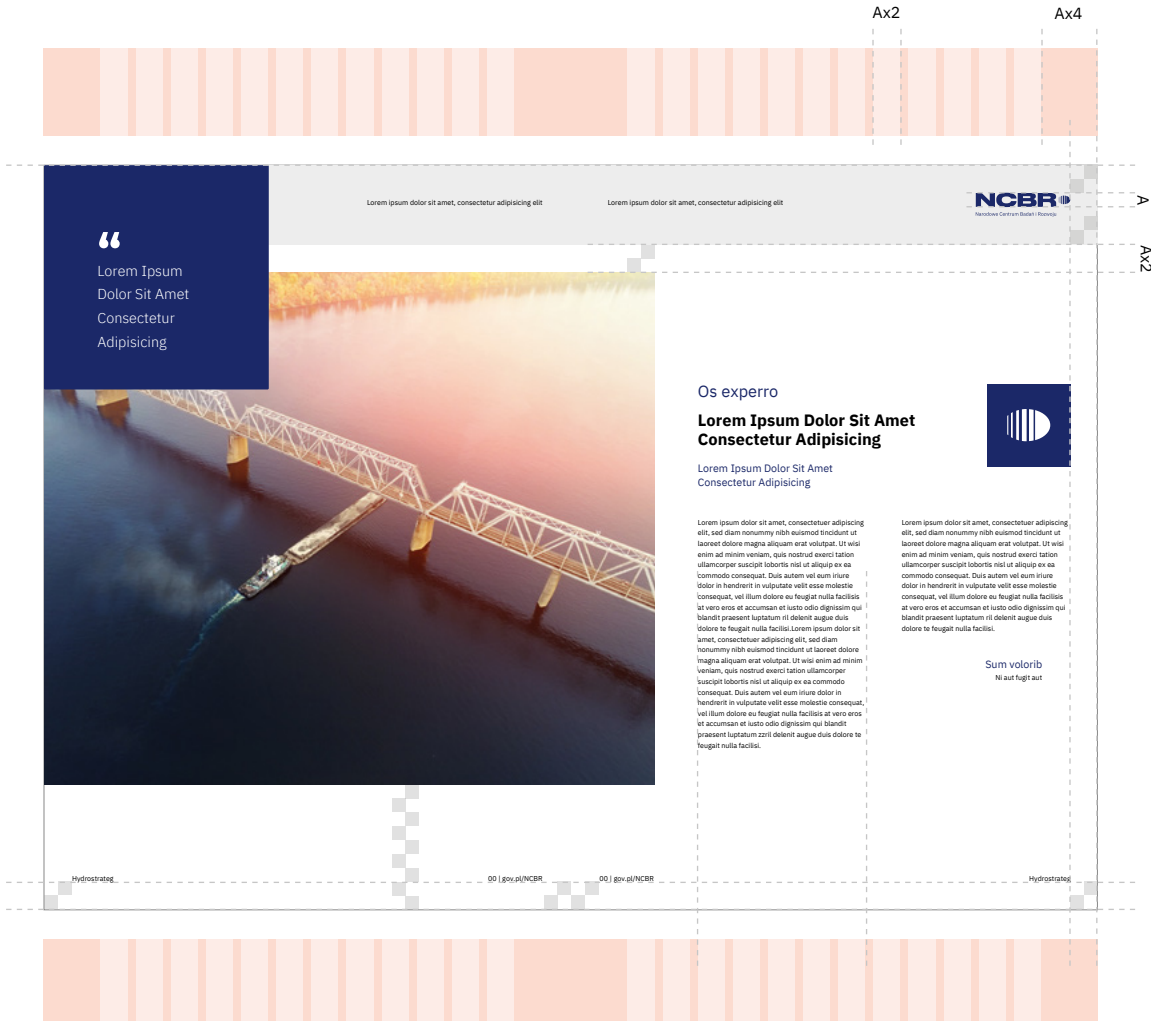 Ax2
Ax4
Lorem ipsum dolor sit amet, consectetur adipisicing elit
Lorem ipsum dolor sit amet, consectetur adipisicing elit
NCBR
Narodowe Centrum Badań i Rozwoju
A
Ax2
“
Lorem Ipsum
Dolor Sit Amet
Consectetur
Adipisicing
Os experro
Lorem Ipsum Dolor Sit Amet
Consectetur Adipisicing
Lorem Ipsum Dolor Sit Amet
Consectetur Adipisicing
Lorem ipsum dolor sit amet, consectetuer adipiscing
elit, sed diam nonummy nibh euismod tincidunt ut
laoreet dolore magna aliquam erat volutpat. Ut wisi
enim ad minim veniam, quis nostrud exerci tation
ullamcorper suscipit lobortis nisl ut aliquip ex ea
commodo consequat. Duis autem vel eum iriure
dolor in hendrerit in vulputate velit esse molestie
consequat, vel illum dolore eu feugiat nulla facilisis
at vero eros et accumsan et iusto odio dignissim qui
blandit praesent luptatum ril delenit augue duis
dolore te feugait nulla facilisi.Lorem ipsum dolor sit
amet, consectetuer adipiscing elit, sed diam
nonummy nibh euismod tincidunt ut laoreet dolore
magna aliquam erat volutpat. Ut wisi enim ad minim
veniam, quis nostrud exerci tation ullamcorper
suscipit lobortis nisl ut aliquip ex ea commodo
consequat. Duis autem vel eum iriure dolor in
hendrerit in vulputate velit esse molestie consequat,
vel illum dolore eu feugiat nulla facilisis at vero eros
et accumsan et iusto odio dignissim qui blandit
praesent luptatum zzril delenit augue duis dolore te
feugait nulla facilisi.
Lorem ipsum dolor sit amet, consectetuer adipiscing
elit, sed diam nonummy nibh euismod tincidunt ut
laoreet dolore magna aliquam erat volutpat. Ut wisi
enim ad minim veniam, quis nostrud exerci tation
ullamcorper suscipit lobortis nisl ut aliquip ex ea
commodo consequat. Duis autem vel eum iriure
dolor in hendrerit in vulputate velit esse molestie
consequat, vel illum dolore eu feugiat nulla facilisis
at vero eros et accumsan et iusto odio dignissim qui
blandit praesent luptatum ril delenit augue duis
dolore te feugait nulla facilisi.
Sum volorib
Ni aut fugit aut
Hydrostrateg
00 | gov.pl/NCBR
00 | gov.pl/NCBR
Hydrostrateg